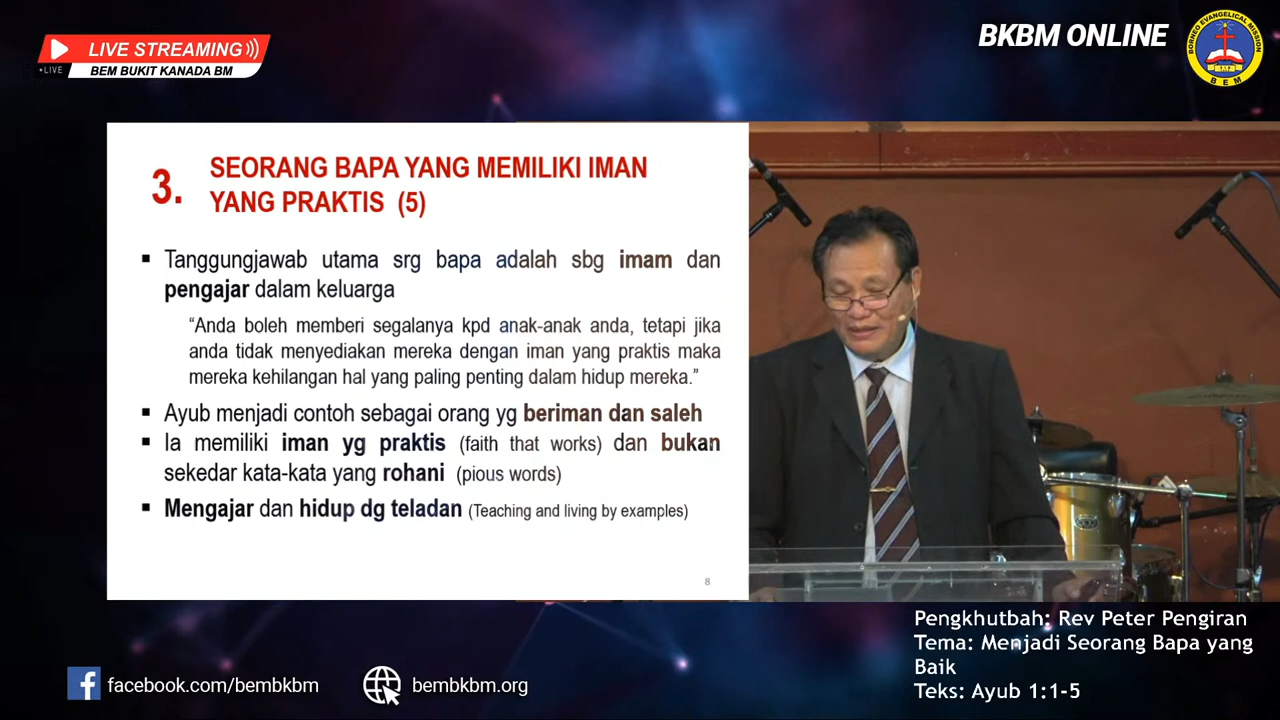 LIVE STREAMING
•LIVE
BEM BUKIT KANADA BM
BKBM ONLINE
BORNEO EVANGELICAL MISSION
BEM
3. SEORANG BAPA YANG MEMILIKI IMAN
YANG PRAKTIS (5)
▪ Tanggungjawab utama srg bapa adalah sbg imam dan
pengajar dalam keluarga
“Anda boleh memberi segalanya kpd anak-anak anda, tetapi jika
anda tidak menyediakan mereka dengan iman yang praktis maka
mereka kehilangan hal yang paling penting dalam hidup mereka.”
▪ Ayub menjadi contoh sebagai orang yg beriman dan saleh
▪ Ia memiliki iman yg praktis (faith that works) dan bukan
sekedar kata-kata yang rohani (pious words)
▪ Mengajar dan hidup dg teladan (Teaching and living by examples)
8
Pengkhutbah: Rev Peter Pengiran
Tema: Menjadi Seorang Bapa yang
Baik
Teks: Ayub 1:1-5
facebook.com/bembkbm
bembkbm.org